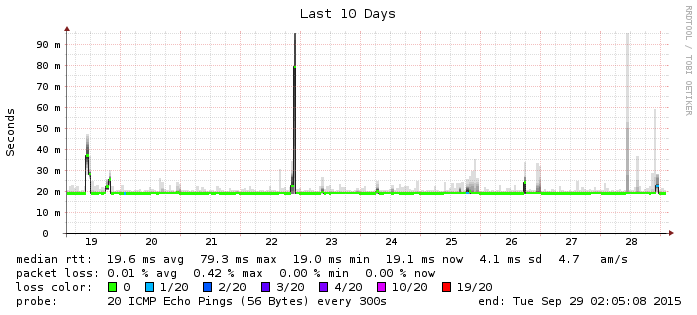 Last 10 Days
RRDTOOL / TOBI OETIKER
Seconds
90 m
80 m
70 m
60 m
50 m
40 m
30 m
20 m
10 m
0
19 20 21 22 23 24 25 26 27 28
median rtt: 19.6 ms avg 79.3 ms max 19.0 ms min 19.1 ms now 4.1 ms sd 4.7 am/s
packet loss: 0.01 % avg 0.42 % max 0.00 % min 0.00 % now
loss color: 0 1/20 2/20 3/20 4/20 10/20 19/20
probe: 20 ICMP Echo Pings (56 Bytes) every 300s end: Tue Sep 29 02:05:08 2015